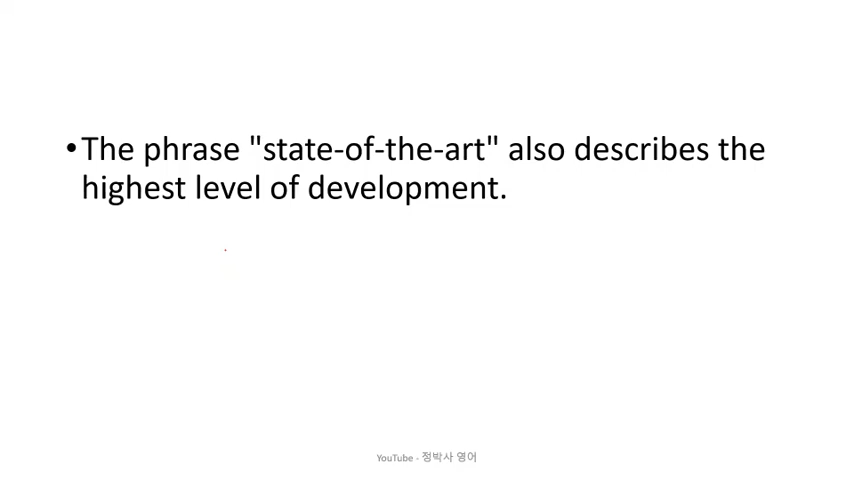 •The phrase "state-of-the-art" also describes the
highest level of development.
YouTube - 정박사 영어